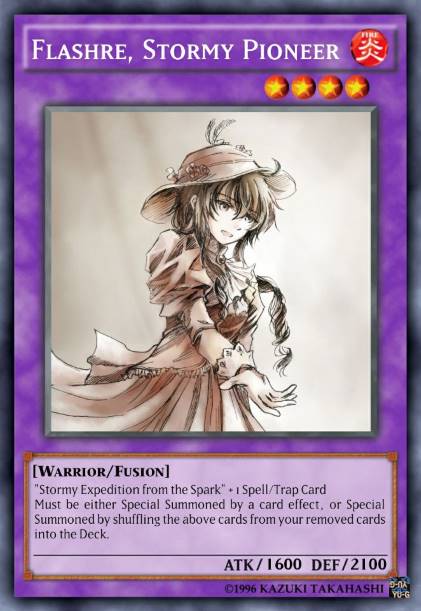 Flashre, Stormy Pioneer
FIRE
炎
[Warrior/Fusion]
"Stormy Expedition from the Spark" + 1 Spell/Trap Card
Must be either Special Summoned by a card effect, or Special
Summoned by shuffling the above cards from your removed cards
into the Deck.
ATK/1600 DEF/2100
©1996 KAZUKI TAKAHASHI